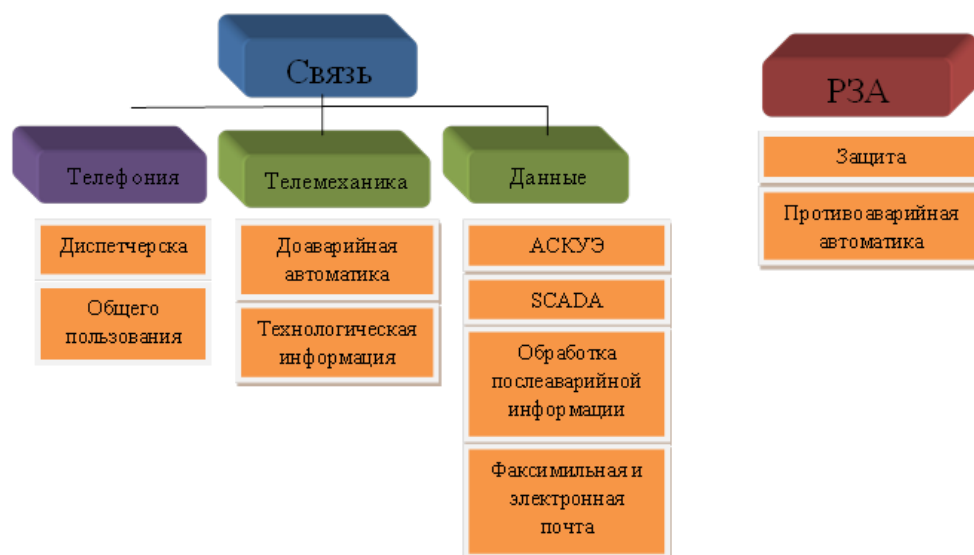 Связь
РЗА
Телефония
Телемеханика
Данные
Диспетчерска
Общего
пользования
Доаварийная
автоматика
Технологическая
информация
АСКУЭ
SCADA
Обработка
послеаварийной
информации
Факсимильная и
электронная
почта
Защита
Противоаварийная
автоматика